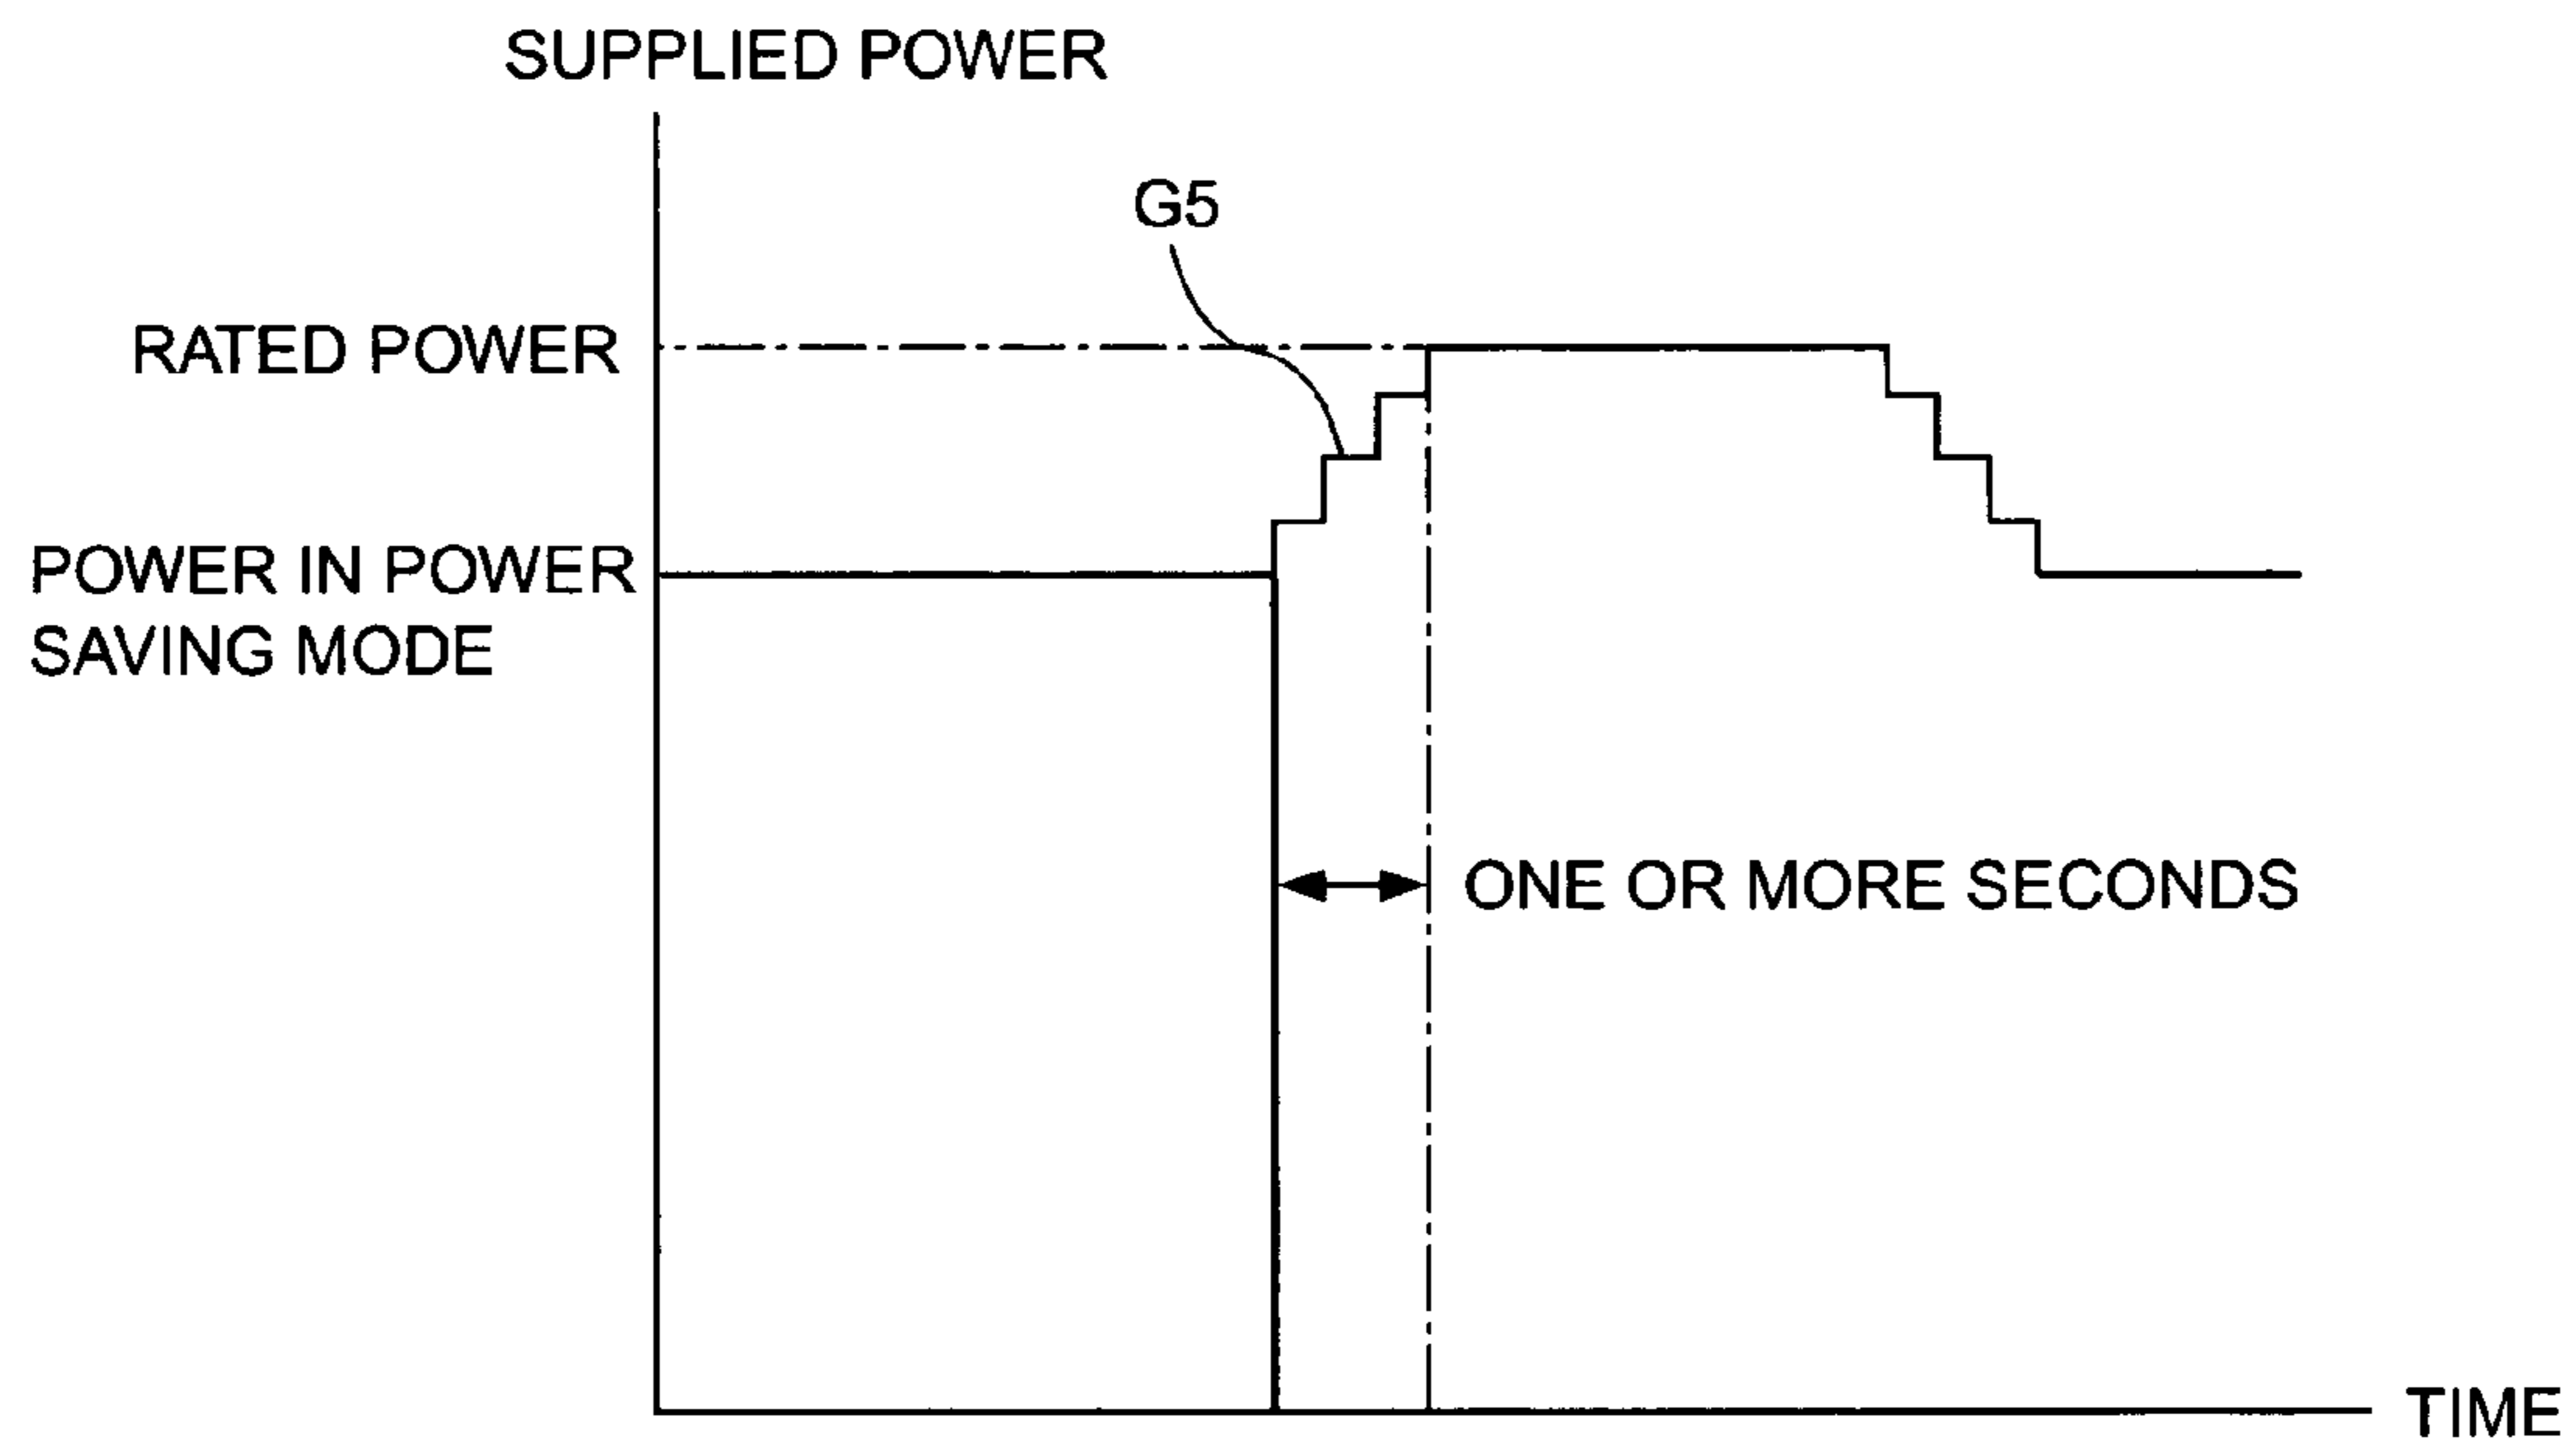 SUPPLIED POWER
G5
RATED POWER
POWER IN POWER
SAVING MODE
ONE OR MORE SECONDS
TIME